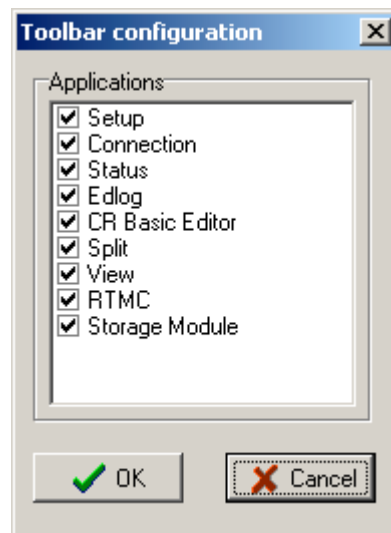 Toolbar configuration
Applications
Setup
Connection
Status
Edlog
CR Basic Editor
Split
View
RTMC
Storage Module
OK
Cancel